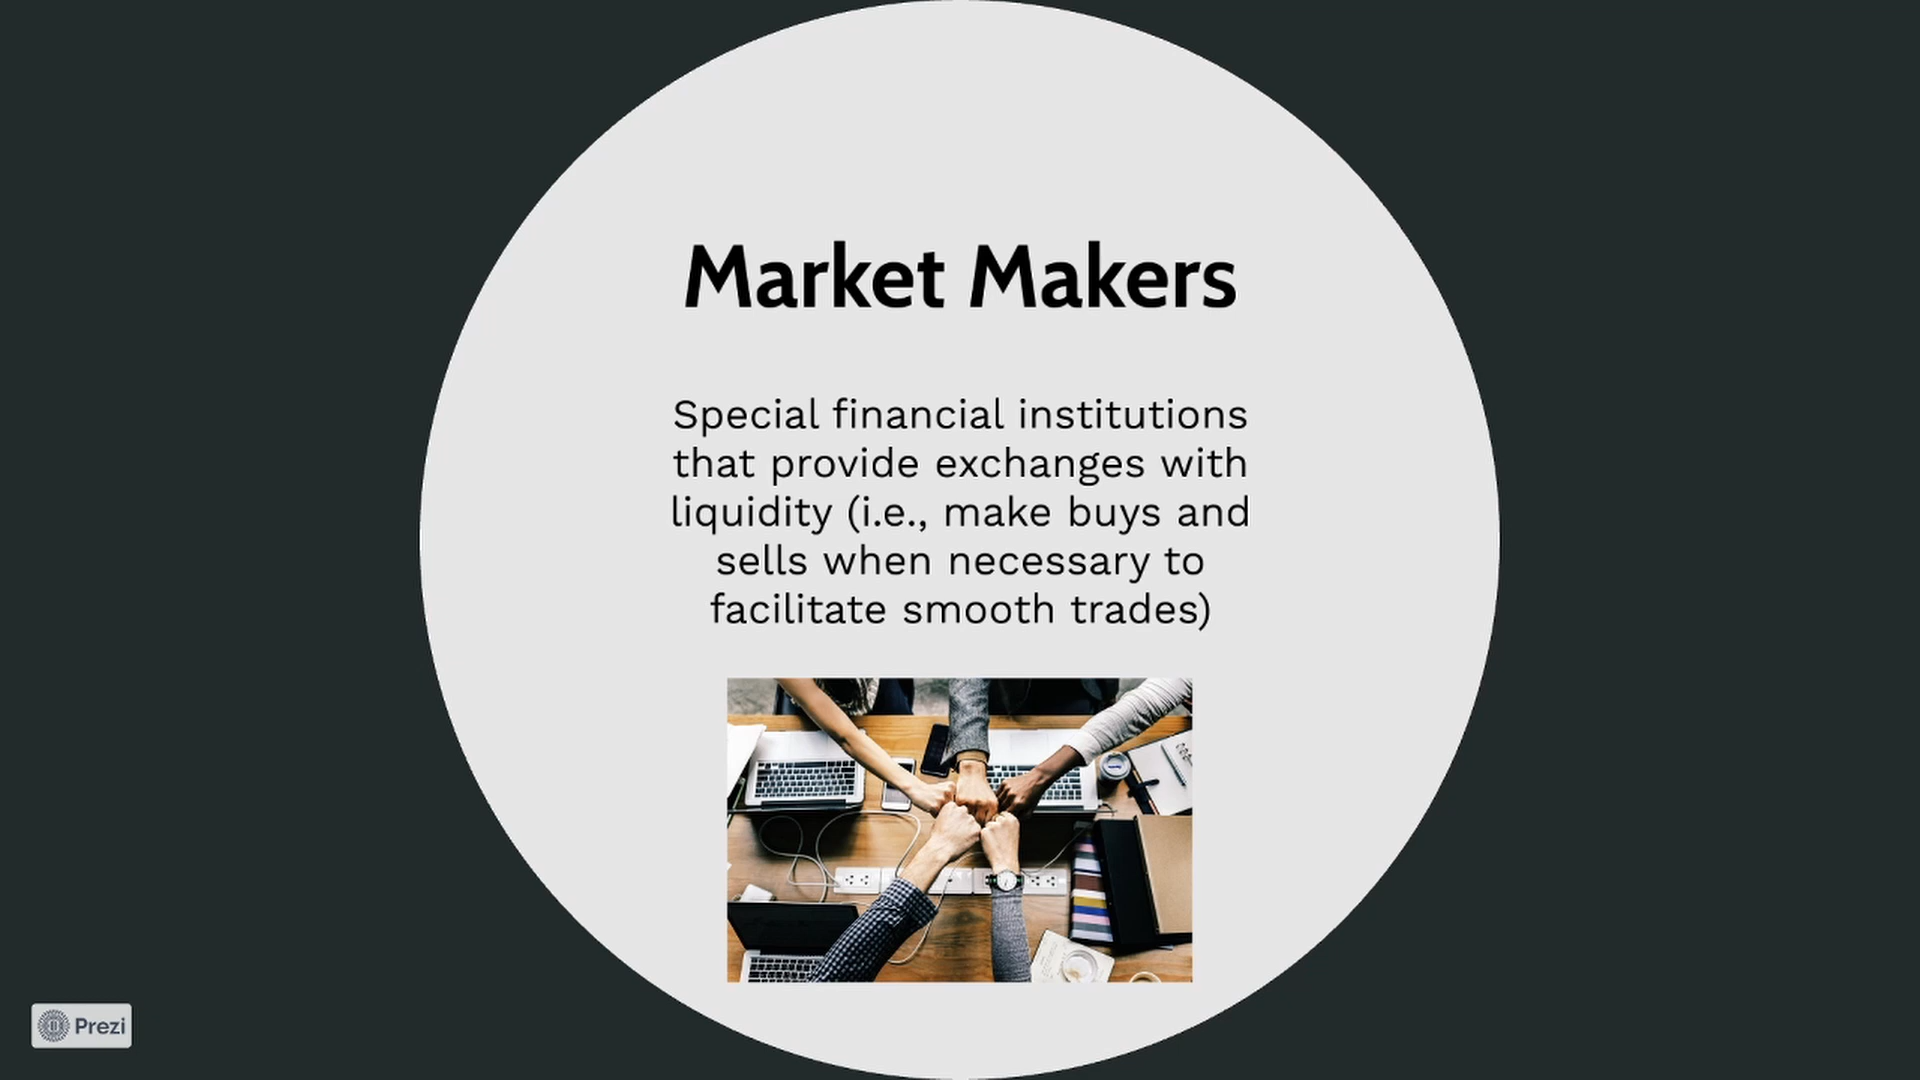 Market Makers
Special financial institutions
that provide exchanges with
liquidity (i.e., make buys and
sells when necessary to
facilitate smooth trades)
Prezi